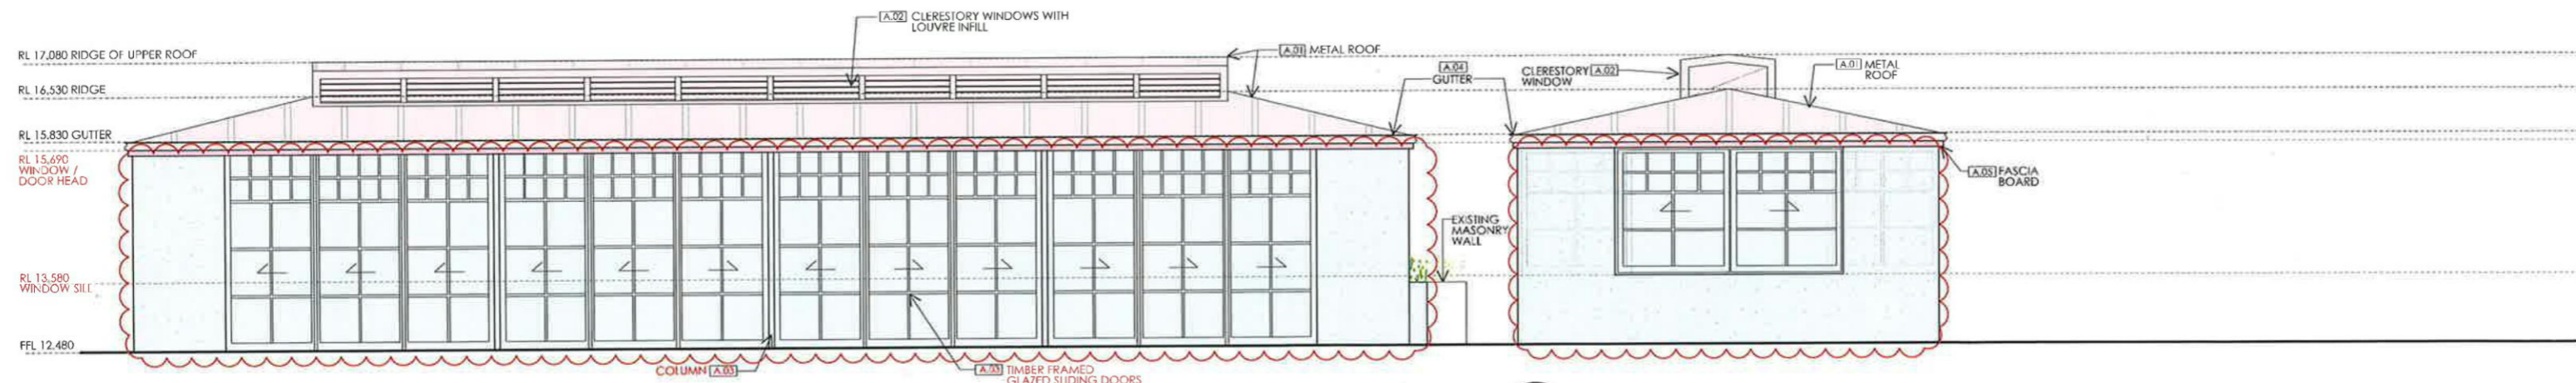 A.02 CLERESTORY WINDOWS WITH
LOUVRE INFILL
RL 17,080 RIDGE OF UPPER ROOF
A.01 METAL ROOF
A.04
GUTTER
CLERESTORY A.02
WINDOW
A.01 METAL
ROOF
RL 16,530 RIDGE
RL 15,830 GUTTER
RL 15,690
WINDOW /
DOOR HEAD
A.05 FASCIA
BOARD
EXISTING
MASONRY
WALL
RL 13,580
WINDOW SILL
FFL 12,480
COLUMN A.03
A.03 TIMBER FRAMED
GLAZED SLIDING DOORS